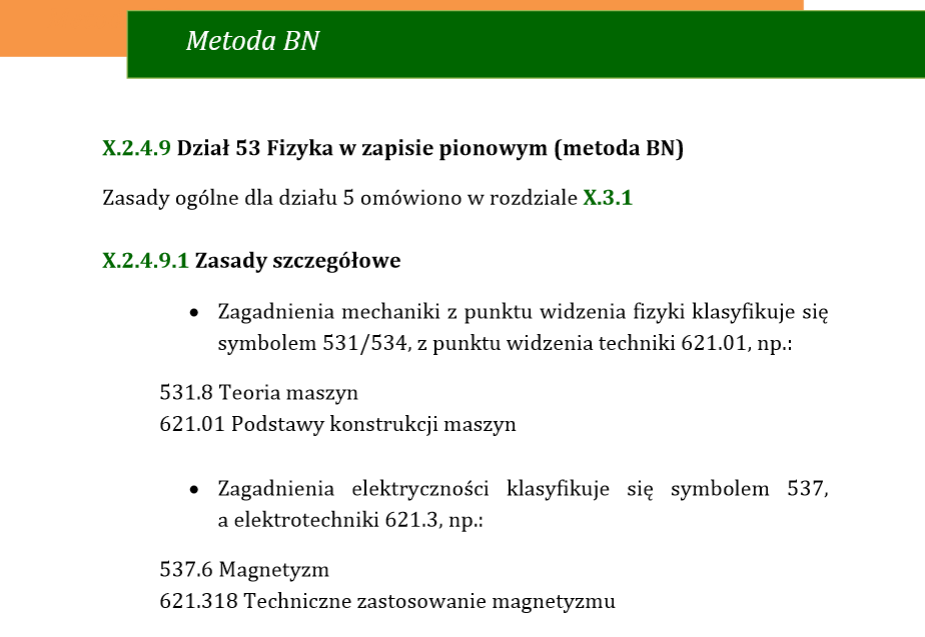 Metoda BN
X.2.4.9 Dział 53 Fizyka w zapisie pionowym (metoda BN)
Zasady ogólne dla działu 5 omówiono w rozdziale X.3.1
X.2.4.9.1 Zasady szczegółowe
• Zagadnienia mechaniki z punktu widzenia fizyki klasyfikuje się
symbolem 531/534, z punktu widzenia techniki 621.01, np.:
531.8 Teoria maszyn
621.01 Podstawy konstrukcji maszyn
• Zagadnienia elektryczności klasyfikuje się symbolem 537,
a elektrotechniki 621.3, np.:
537.6 Magnetyzm
621.318 Techniczne zastosowanie magnetyzmu